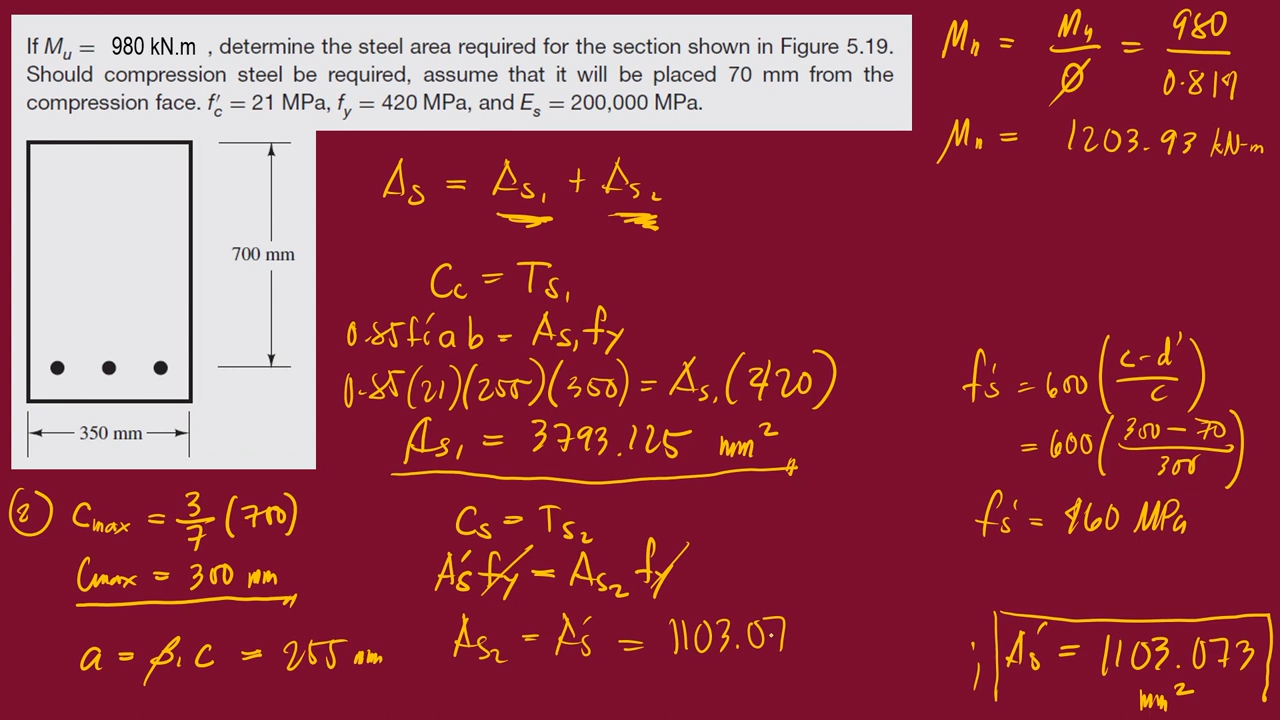 If Mᵤ = 980 kN.m , determine the steel area required for the section shown in Figure 5.19.
Should compression steel be required, assume that it will be placed 70 mm from the
compression face. f'c = 21 MPa, fy = 420 MPa, and Es = 200,000 MPa.
700 mm
350 mm
② Cmax = 3/7 (700)
Cmax = 300 mm
a = β₁c = 255 mm
As = As₁ + As₂
Cc = Ts₁
0.85f'c a b = As₁ fy
0.85(21)(255)(350) = As₁ (420)
As₁ = 3793.125 mm²
Cs = Ts₂
A's fy = As₂ fy
As₂ = A's = 1103.07
Mn = Mu/Ø = 980/0.814
Mn = 1203.93 kN-m
f's = 600 (c-d'/c)
= 600 (300-70/300)
f's = 460 MPa
; A's = 1103.073
mm²